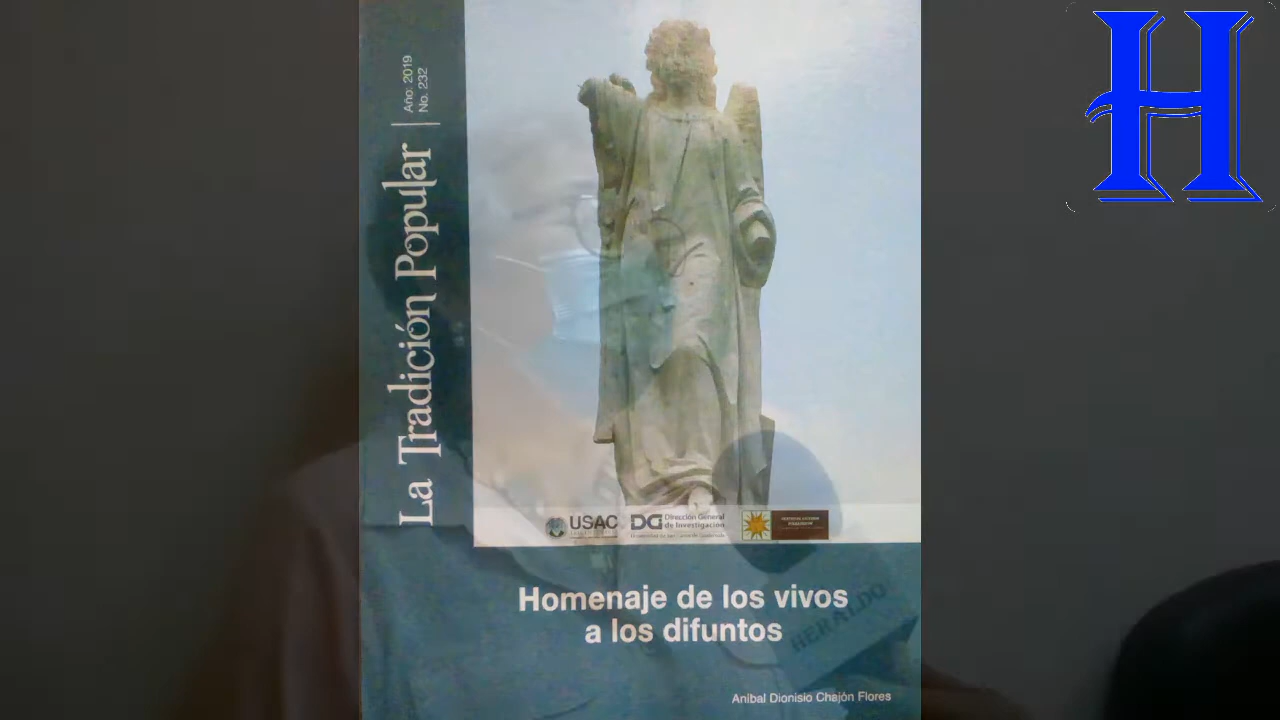 H
La Tradición Popular
Año: 2019
No. 232
USAC
DGI
Dirección General
de Investigación
Homenaje de los vivos
a los difuntos
HERALDO
Aníbal Dionisio Chajón Flores